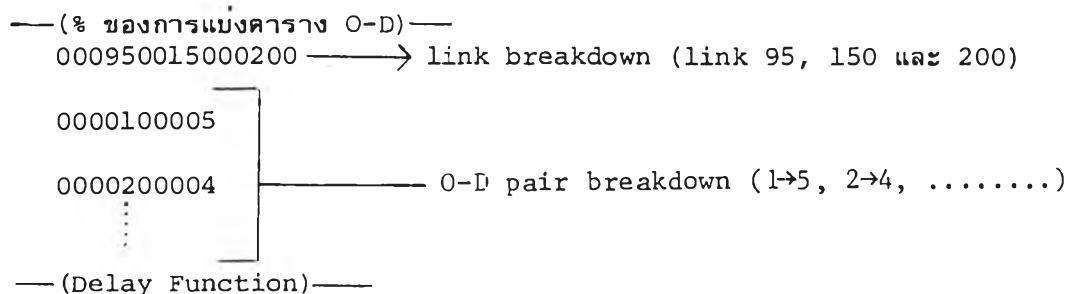 (% ของการแบ่งตาราง O-D)
000950015000200 → link breakdown (link 95, 150 และ 200)
0000100005
0000200004 O-D pair breakdown (1→5, 2→4, ........)
(Delay Function)